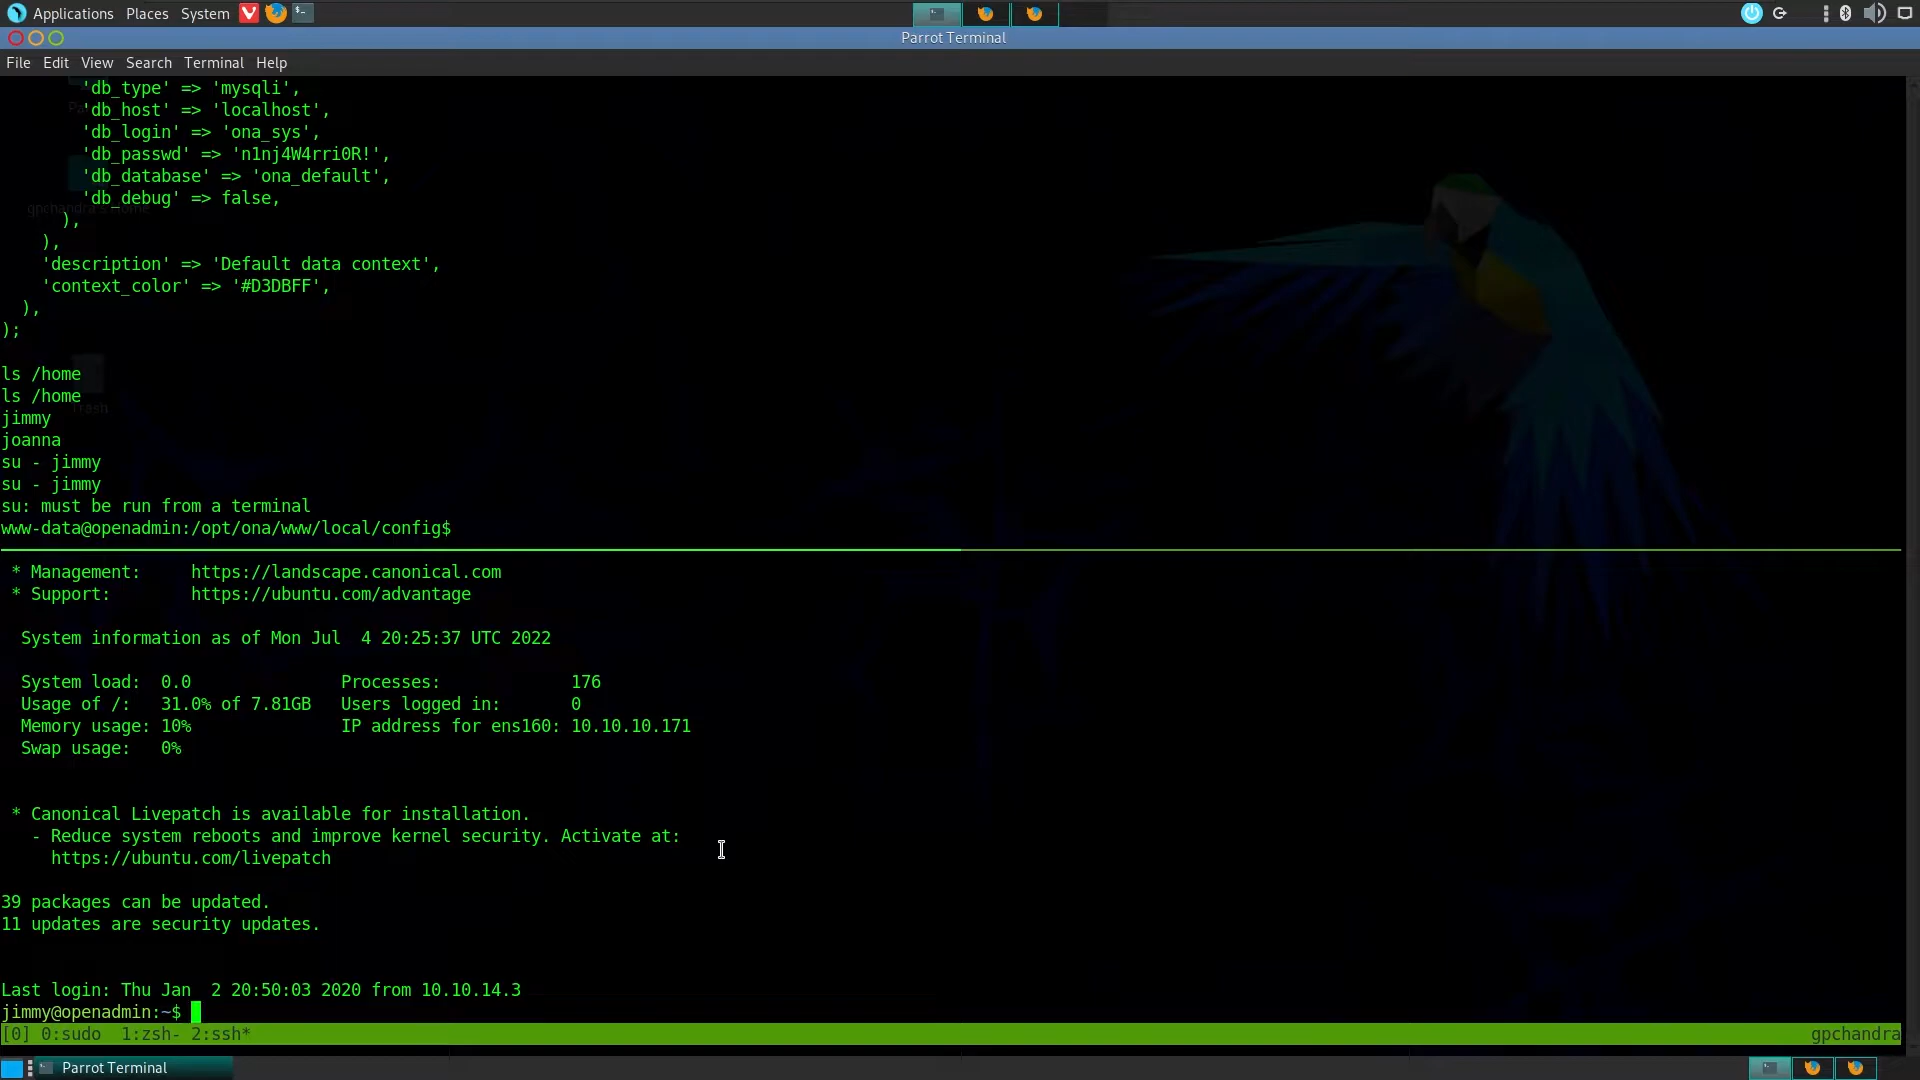 Applications Places System
Parrot Terminal
File Edit View Search Terminal Help
'db_type' => 'mysqli',
'db_host' => 'localhost',
'db_login' => 'ona_sys',
'db_passwd' => 'n1nj4W4rri0R!',
'db_database' => 'ona_default',
'db_debug' => false,
),
),
'description' => 'Default data context',
'context_color' => '#D3DBFF',
),
);
ls /home
ls /home
jimmy
joanna
su - jimmy
su - jimmy
su: must be run from a terminal
www-data@openadmin:/opt/ona/www/local/config$
* Management: https://landscape.canonical.com
* Support: https://ubuntu.com/advantage
System information as of Mon Jul 4 20:25:37 UTC 2022
System load: 0.0 Processes: 176
Usage of /: 31.0% of 7.81GB Users logged in: 0
Memory usage: 10% IP address for ens160: 10.10.10.171
Swap usage: 0%
* Canonical Livepatch is available for installation.
- Reduce system reboots and improve kernel security. Activate at:
https://ubuntu.com/livepatch
39 packages can be updated.
11 updates are security updates.
Last login: Thu Jan 2 20:50:03 2020 from 10.10.14.3
jimmy@openadmin:~$
[0] 0:sudo 1:zsh- 2:ssh* gpchandra
Parrot Terminal